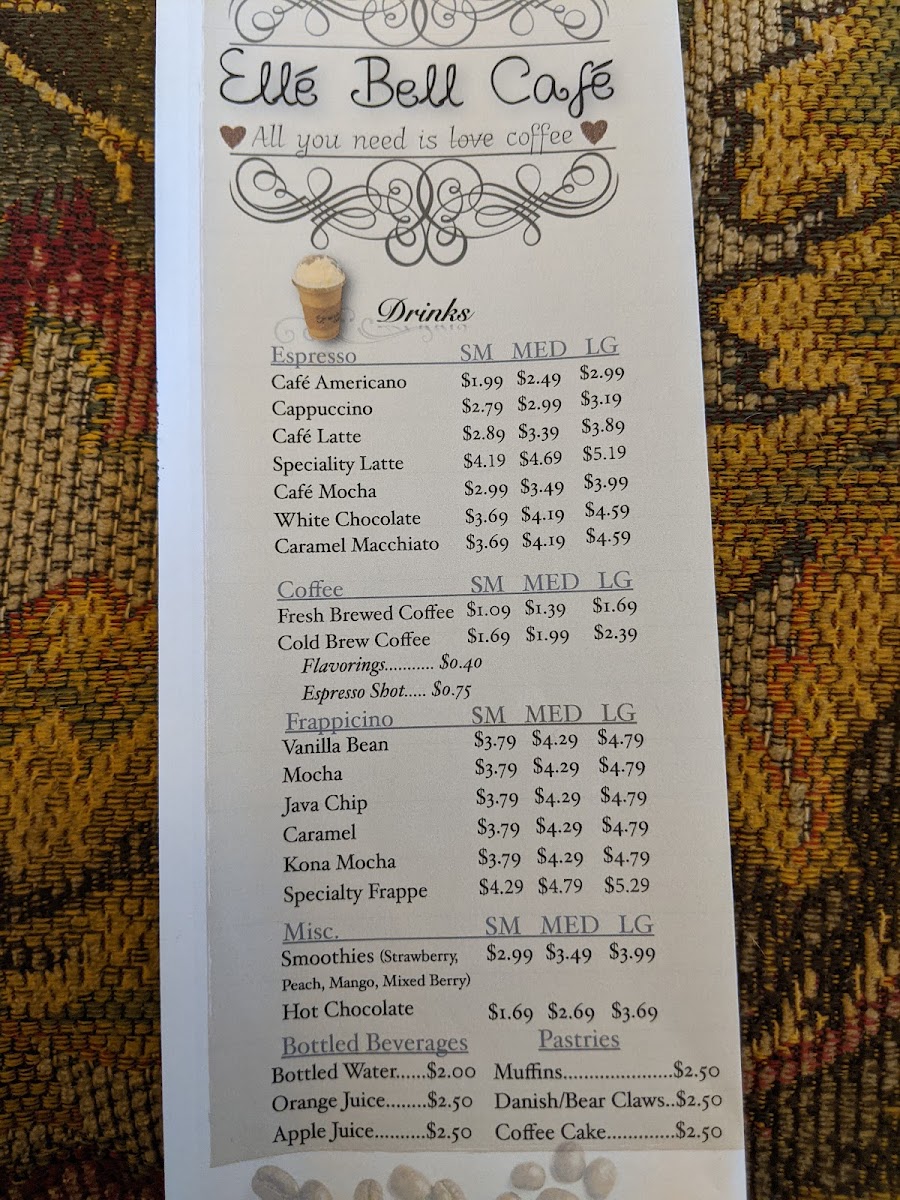 Ellé Bell Café
All you need is love coffee
Drinks
Espresso SM MED LG
Café Americano $1.99 $2.49 $2.99
Cappuccino $2.79 $2.99 $3.19
Café Latte $2.89 $3.39 $3.89
Speciality Latte $4.19 $4.69 $5.19
Café Mocha $2.99 $3.49 $3.99
White Chocolate $3.69 $4.19 $4.59
Caramel Macchiato $3.69 $4.19 $4.59
Coffee SM MED LG
Fresh Brewed Coffee $1.09 $1.39 $1.69
Cold Brew Coffee $1.69 $1.99 $2.39
Flavorings........... $0.40
Espresso Shot..... $0.75
Frappicino SM MED LG
Vanilla Bean $3.79 $4.29 $4.79
Mocha $3.79 $4.29 $4.79
Java Chip $3.79 $4.29 $4.79
Caramel $3.79 $4.29 $4.79
Kona Mocha $3.79 $4.29 $4.79
Specialty Frappe $4.29 $4.79 $5.29
Misc. SM MED LG
Smoothies (Strawberry, $2.99 $3.49 $3.99
Peach, Mango, Mixed Berry)
Hot Chocolate $1.69 $2.69 $3.69
Bottled Beverages Pastries
Bottled Water......$2.00 Muffins.....................$2.50
Orange Juice........$2.50 Danish/Bear Claws..$2.50
Apple Juice..........$2.50 Coffee Cake.............$2.50